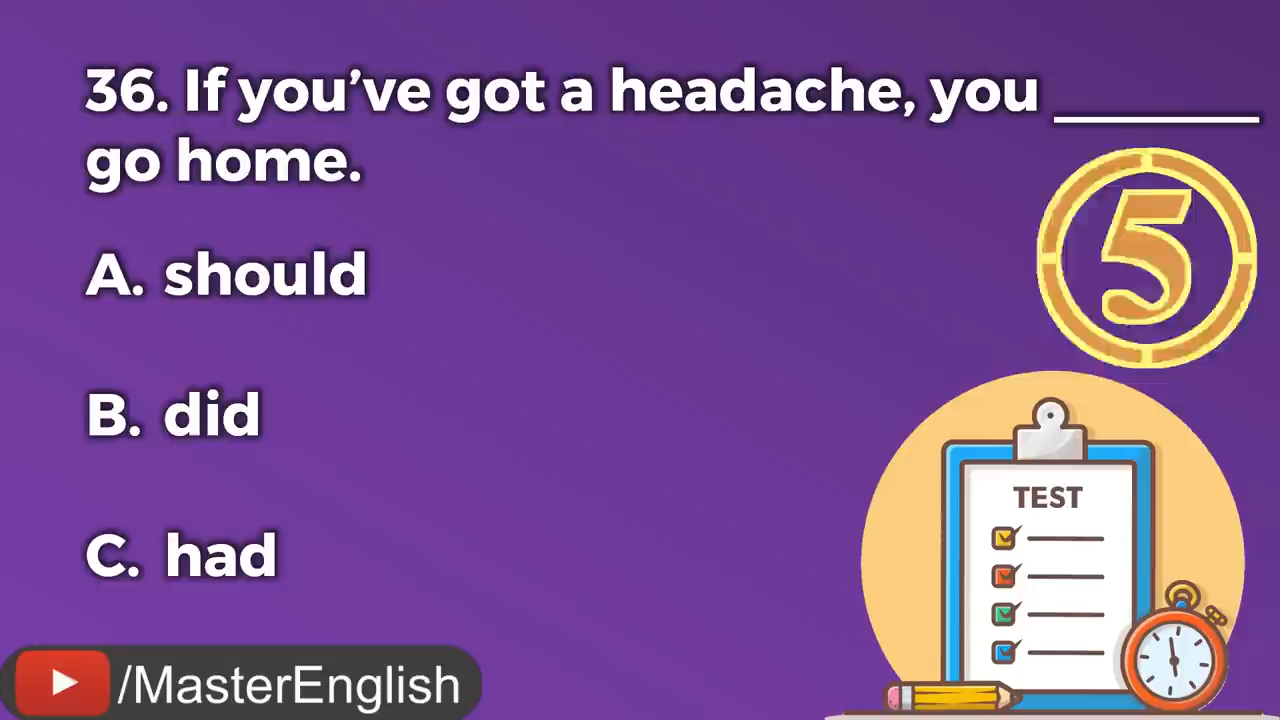 36. If you’ve got a headache, you ________
go home.
5
A. should
B. did
C. had
TEST
/MasterEnglish